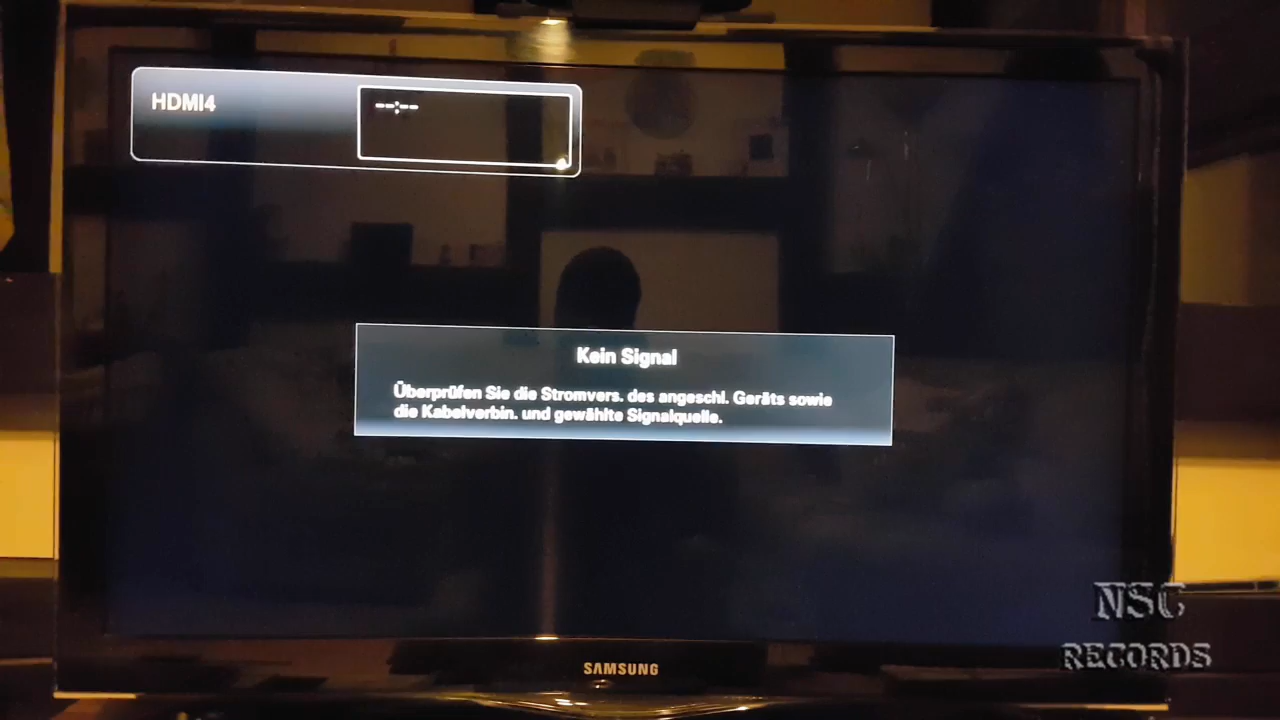 HDMI4
--:--
Kein Signal
Überprüfen Sie die Stromvers. des angeschl. Geräts sowie
die Kabelverbin. und gewählte Signalquelle.
SAMSUNG
NSC
RECORDS